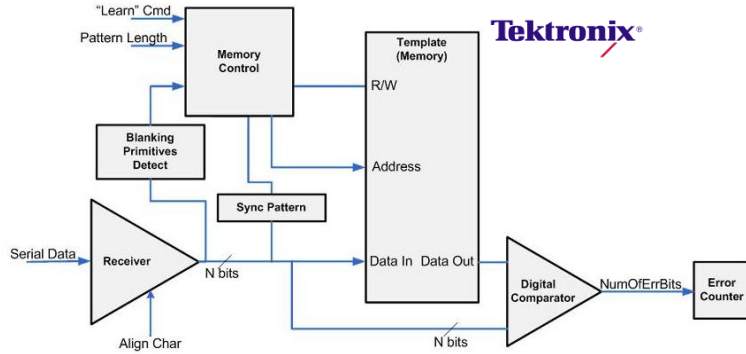 “Learn” Cmd
Pattern Length
Memory
Control
Template
(Memory)
Tektronix®
R/W
Blanking
Primitives
Detect
Address
Sync Pattern
Serial Data
Receiver
N bits
Data In
Data Out
Digital
Comparator
NumOfErrBits
Error
Counter
Align Char
N bits